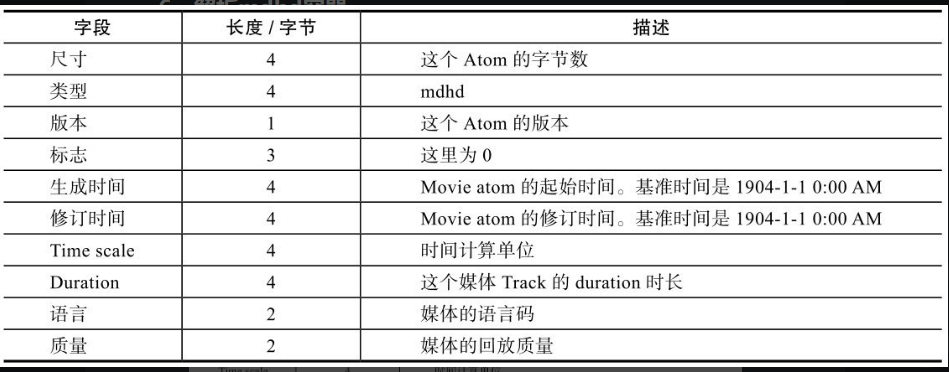 字段 长度 / 字节 描述
尺寸 4 这个 Atom 的字节数
类型 4 mdhd
版本 1 这个 Atom 的版本
标志 3 这里为 0
生成时间 4 Movie atom 的起始时间。基准时间是 1904-1-1 0:00 AM
修订时间 4 Movie atom 的修订时间。基准时间是 1904-1-1 0:00 AM
Time scale 4 时间计算单位
Duration 4 这个媒体 Track 的 duration 时长
语言 2 媒体的语言码
质量 2 媒体的回放质量